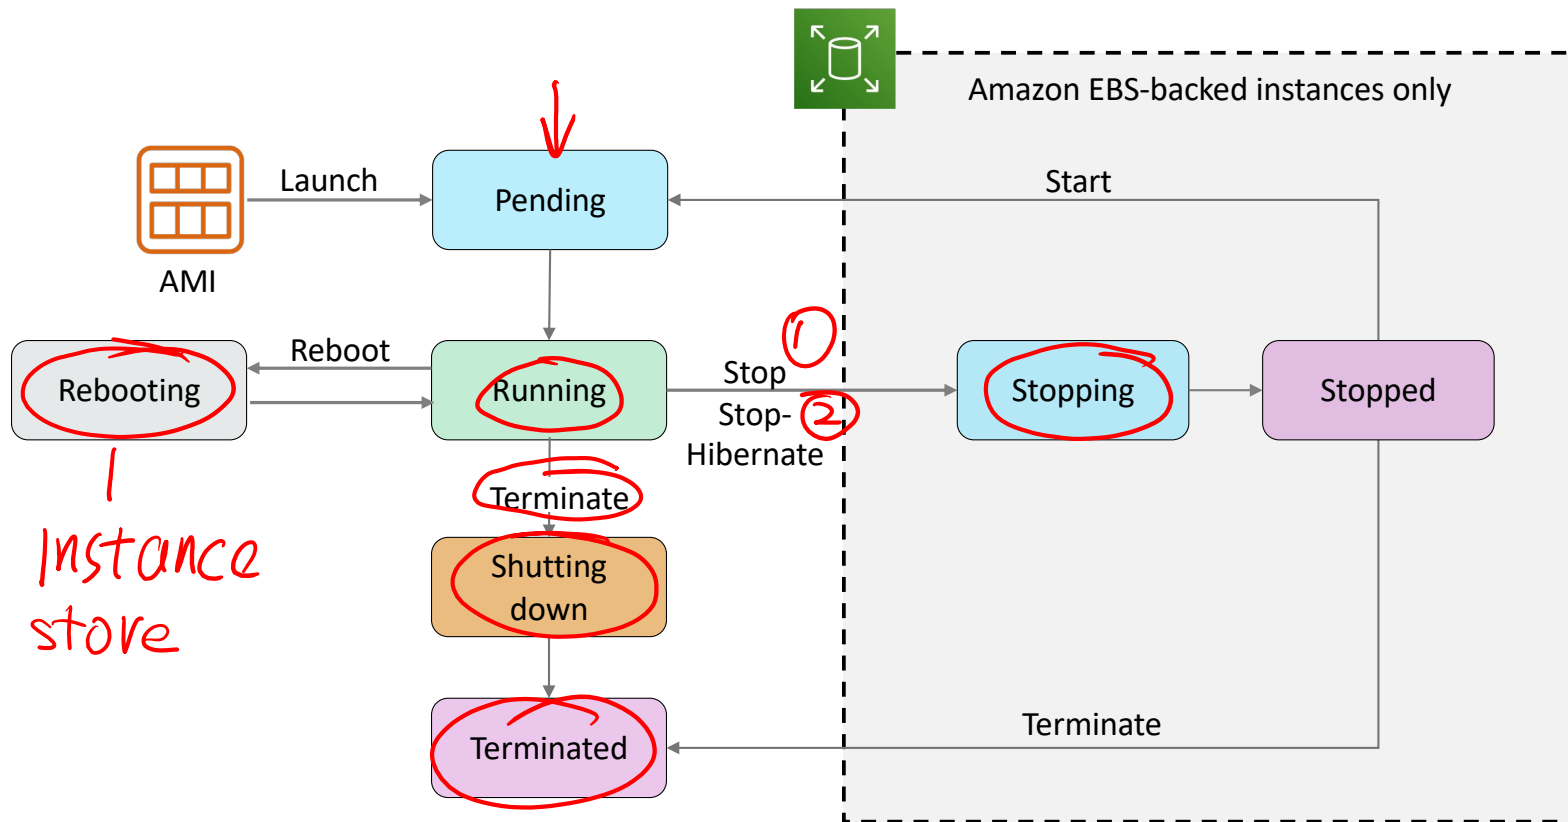 Amazon EBS-backed instances only
Launch
Pending
Start
AMI
Reboot
Rebooting
Running
Stop
1
Stop-
2
Hibernate
Stopping
Stopped
Terminate
Instance
store
Shutting
down
Terminate
Terminated